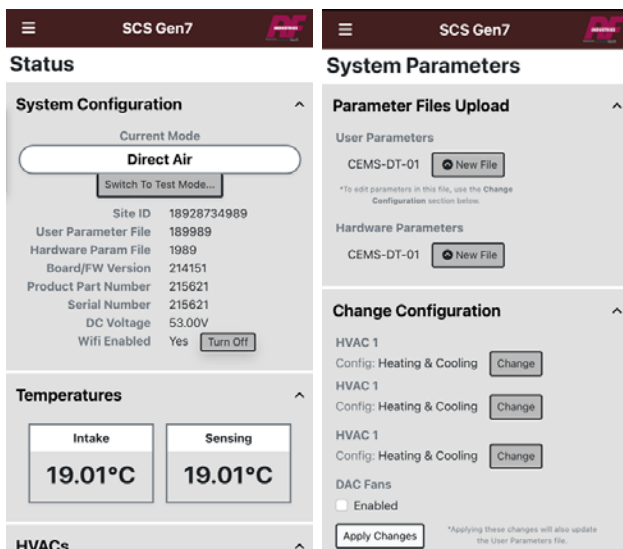 SCS Gen7
Status
System Configuration
Current Mode
Direct Air
Switch To Test Mode...
Site ID 18928734989
User Parameter File 189989
Hardware Param File 1989
Board/FW Version 214151
Product Part Number 215621
Serial Number 215621
DC Voltage 53.00V
Wifi Enabled Yes Turn Off
Temperatures
Intake Sensing
19.01°C 19.01°C
HVACs
SCS Gen7
System Parameters
Parameter Files Upload
User Parameters
CEMS-DT-01 New File
*To edit parameters in this file, use the Change
Configuration section below.
Hardware Parameters
CEMS-DT-01 New File
Change Configuration
HVAC 1
Config: Heating & Cooling Change
HVAC 1
Config: Heating & Cooling Change
HVAC 1
Config: Heating & Cooling Change
DAC Fans
Enabled
Apply Changes *Applying these changes will also update
the User Parameters file.